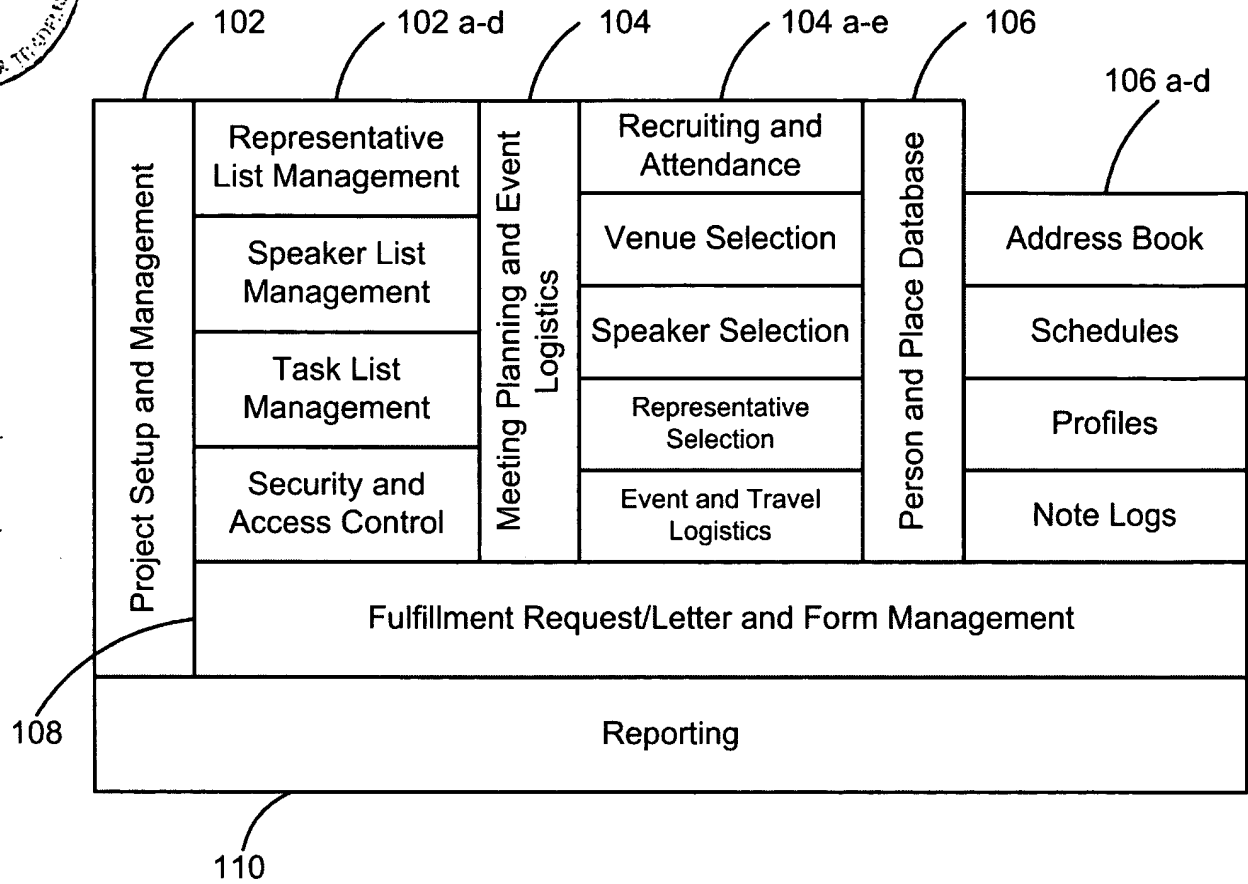 102
102 a-d
104
104 a-e
106
106 a-d
Project Setup and Management
Representative
List Management
Speaker List
Management
Task List
Management
Security and
Access Control
Meeting Planning and Event
Logistics
Recruiting and
Attendance
Venue Selection
Speaker Selection
Representative
Selection
Event and Travel
Logistics
Person and Place Database
Address Book
Schedules
Profiles
Note Logs
Fulfillment Request/Letter and Form Management
108
Reporting
110